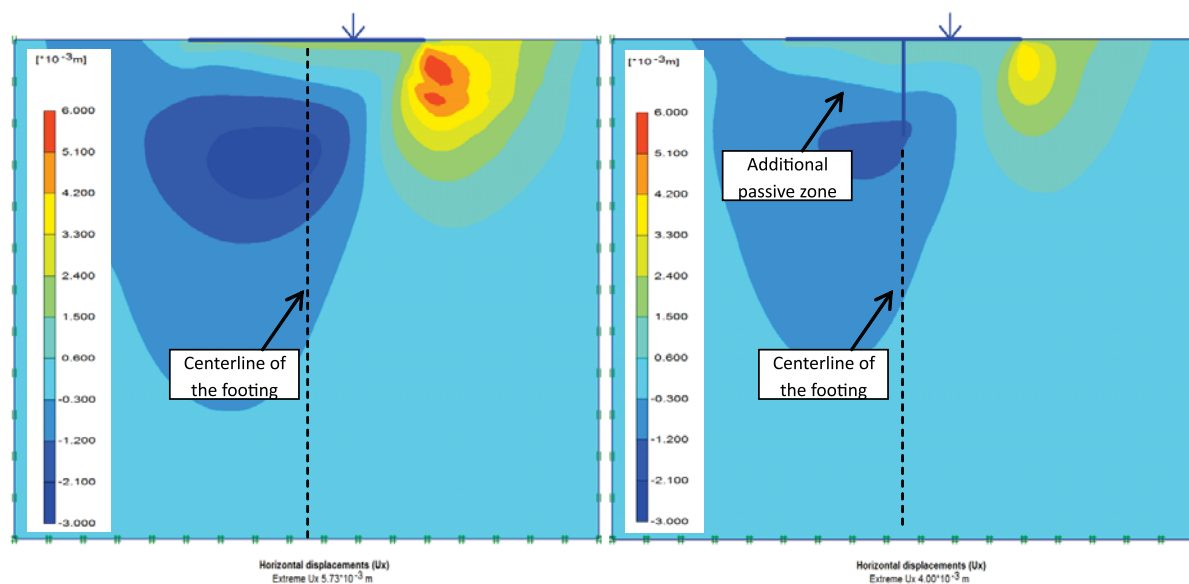 [*10⁻³m]
6.000
5.100
4.200
3.300
2.400
1.500
0.600
-0.300
-1.200
-2.100
-3.000
Centerline of
the footing
Horizontal displacements (Ux)
Extreme Ux 5.73*10⁻³ m
[*10⁻³m]
6.000
5.100
4.200
3.300
2.400
1.500
0.600
-0.300
-1.200
-2.100
-3.000
Additional
passive zone
Centerline of
the footing
Horizontal displacements (Ux)
Extreme Ux 4.00*10⁻³ m